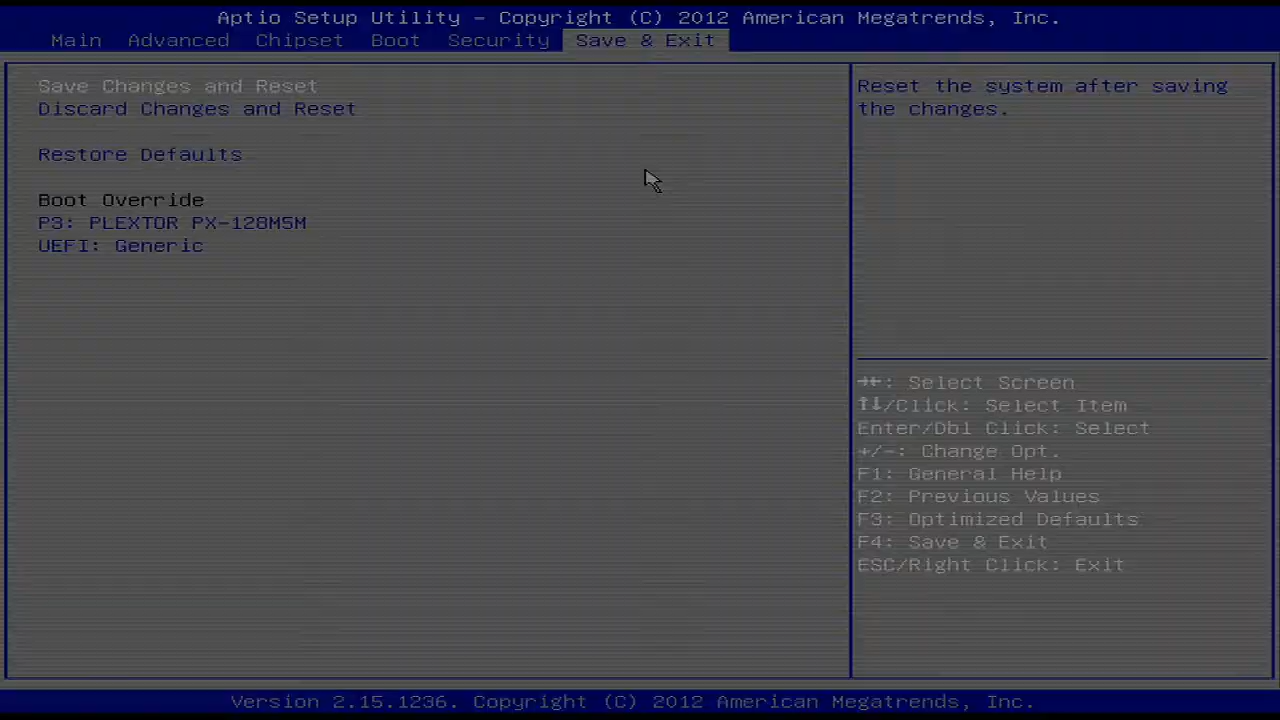 Aptio Setup Utility - Copyright (C) 2012 American Megatrends, Inc.
Main Advanced Chipset Boot Security Save & Exit
Save Changes and Reset
Discard Changes and Reset
Restore Defaults
Boot Override
P3: PLEXTOR PX-128M5M
UEFI: Generic
Reset the system after saving
the changes.
→←: Select Screen
↑↓/Click: Select Item
Enter/Dbl Click: Select
+/-: Change Opt.
F1: General Help
F2: Previous Values
F3: Optimized Defaults
F4: Save & Exit
ESC/Right Click: Exit
Version 2.15.1236. Copyright (C) 2012 American Megatrends, Inc.